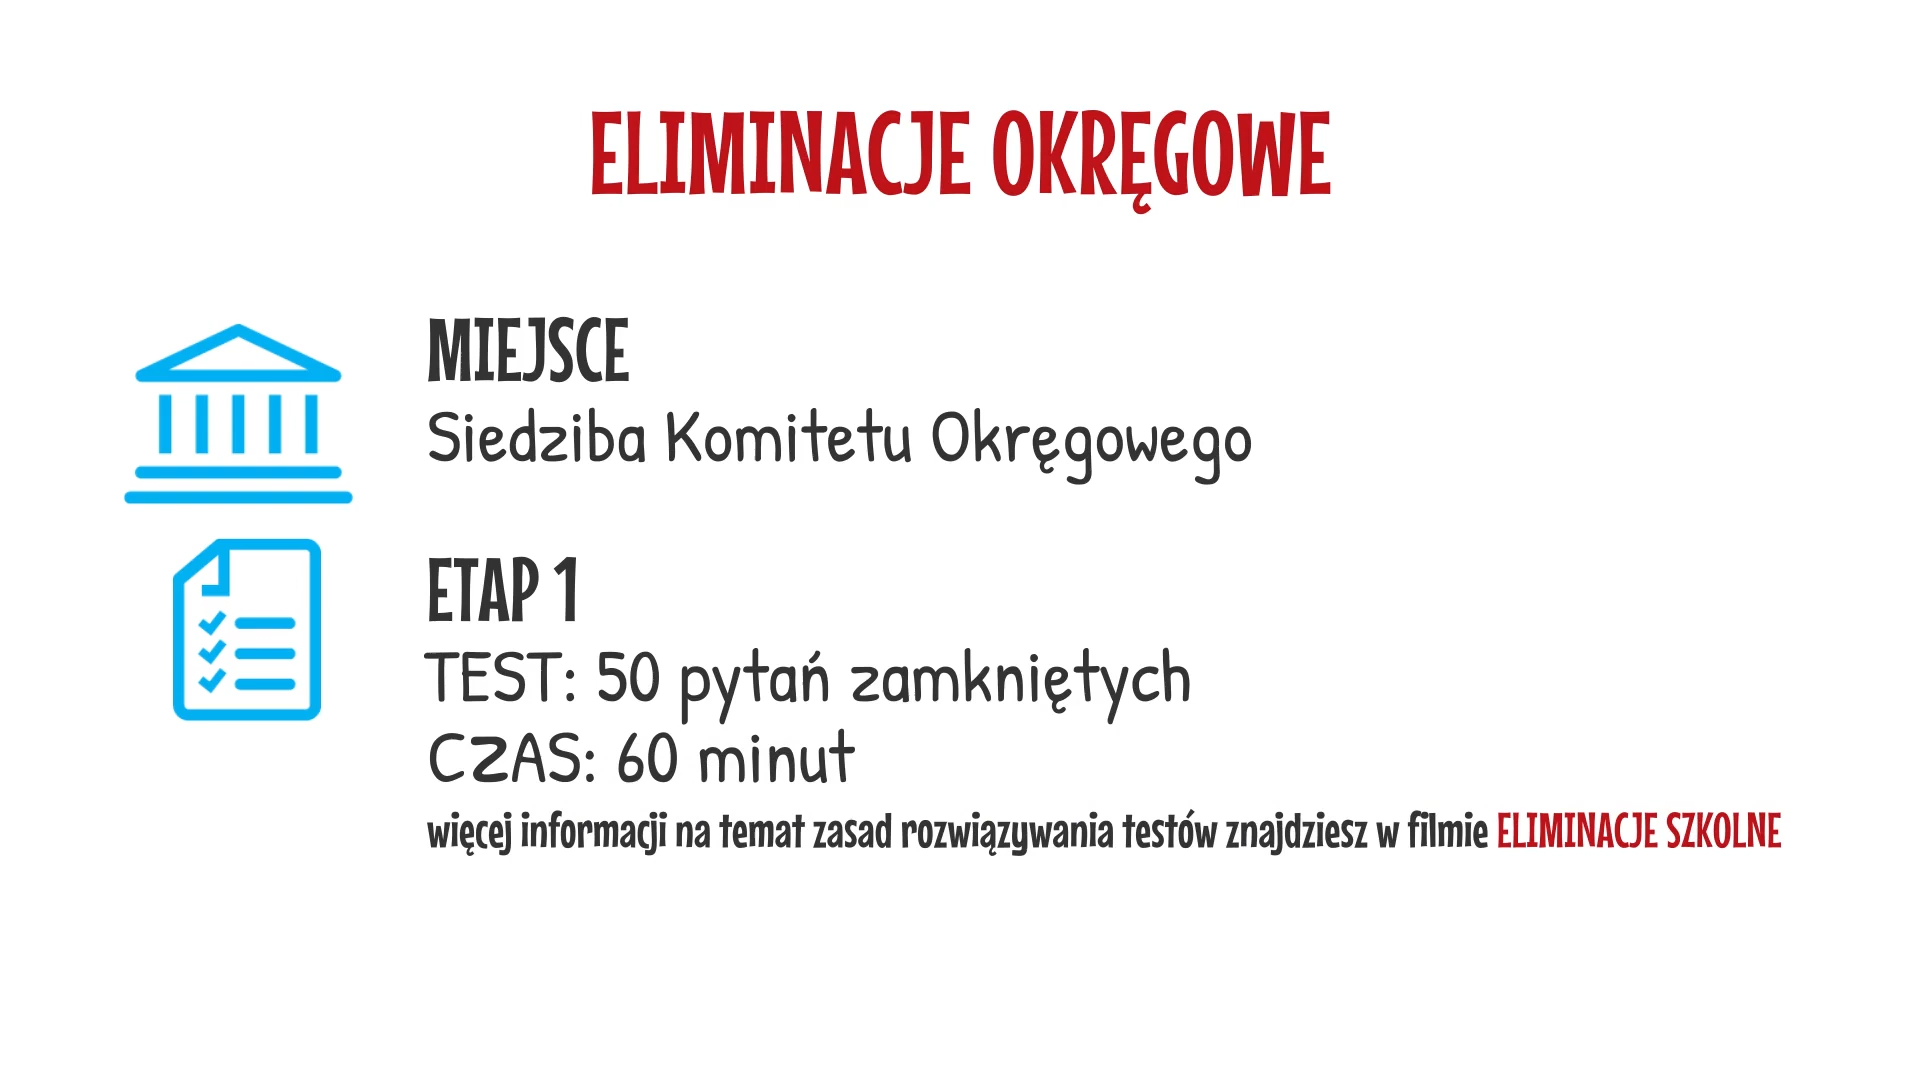 ELIMINACJE OKRĘGOWE
MIEJSCE
Siedziba Komitetu Okręgowego
ETAP 1
TEST: 50 pytań zamkniętych
CZAS: 60 minut
więcej informacji na temat zasad rozwiązywania testów znajdziesz w filmie ELIMINACJE SZKOLNE